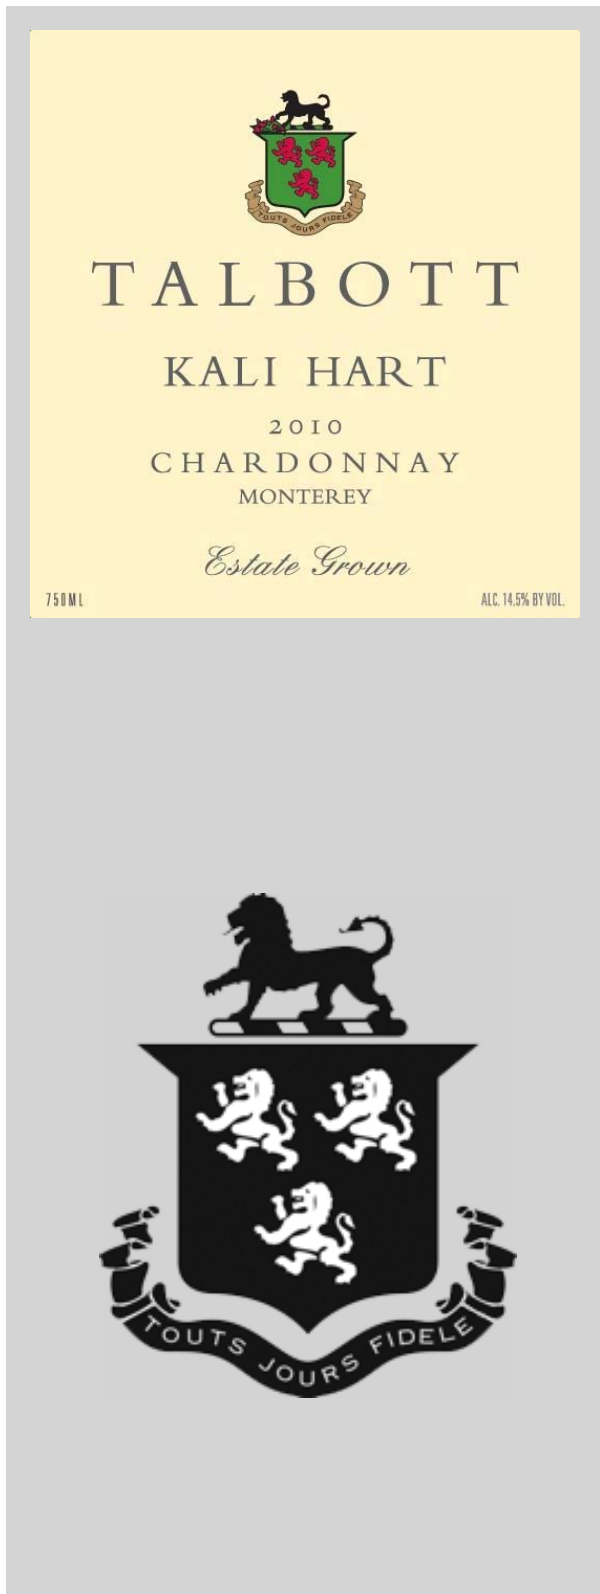 TOUTS JOURS FIDELE
TALBOTT
KALI HART
2010
CHARDONNAY
MONTEREY
Estate Grown
750ML
ALC. 14.5% BY VOL.
TOUTS JOURS FIDELE